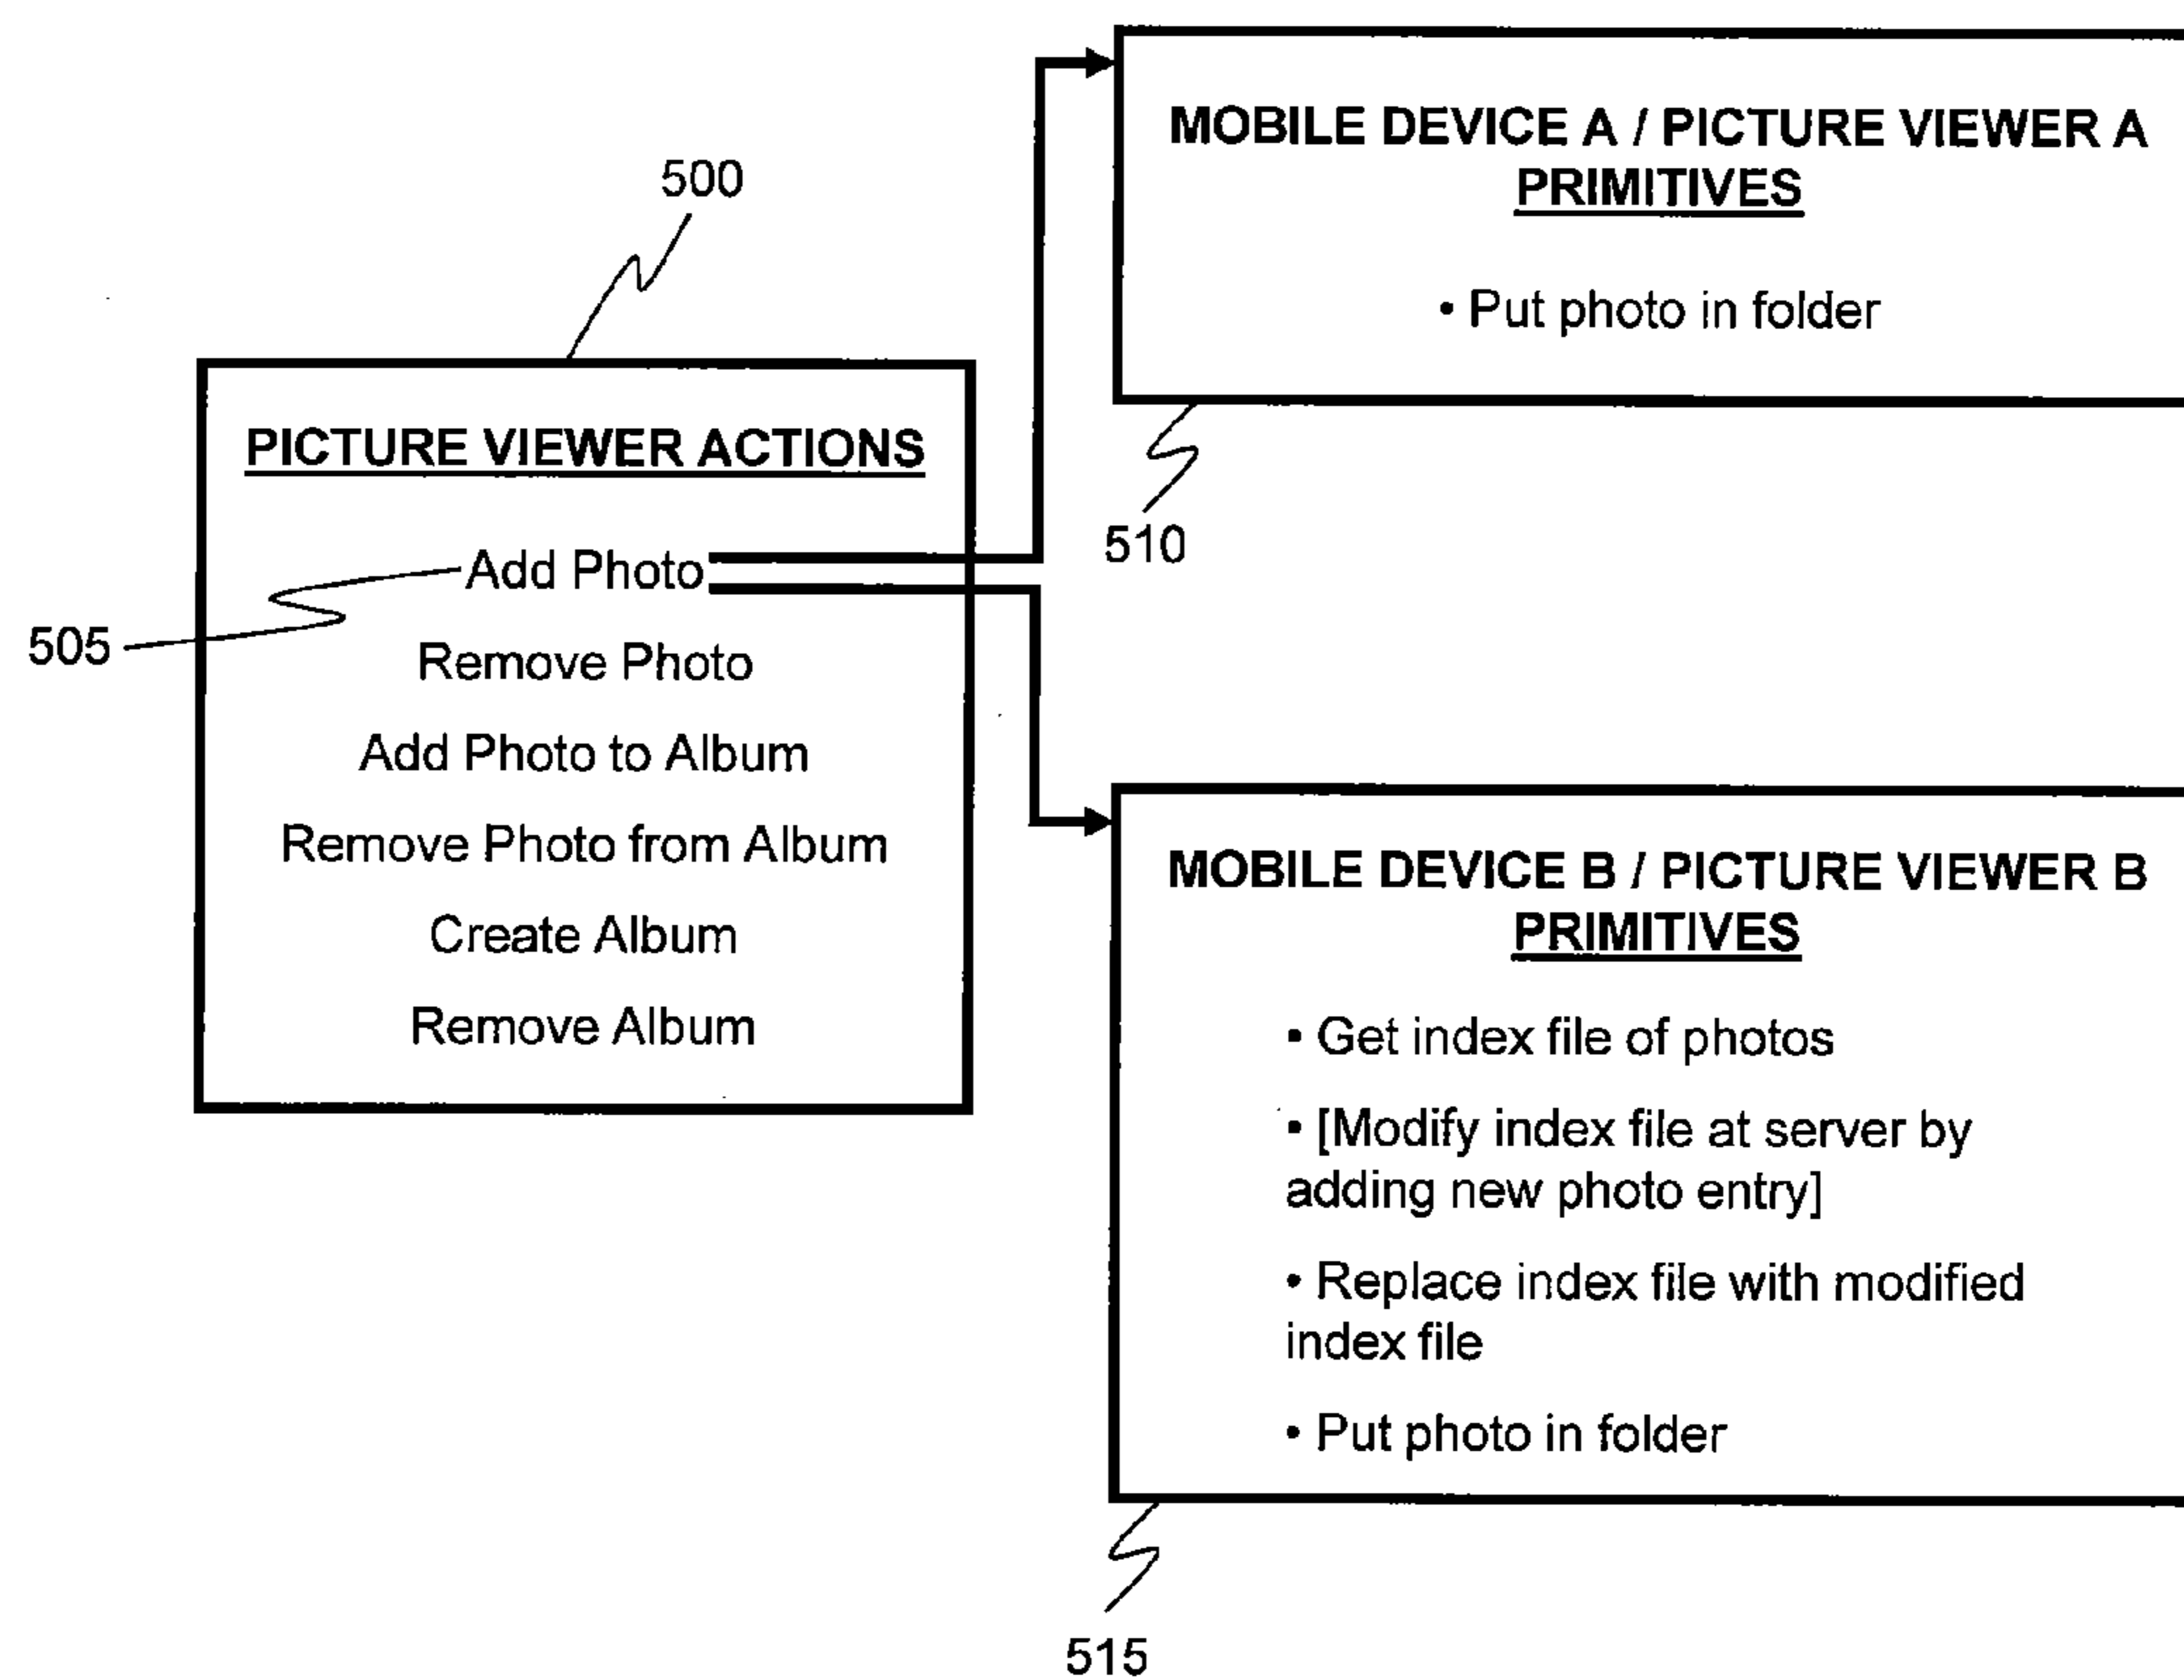 500
PICTURE VIEWER ACTIONS
Add Photo
505
Remove Photo
Add Photo to Album
Remove Photo from Album
Create Album
Remove Album
MOBILE DEVICE A / PICTURE VIEWER A
PRIMITIVES
• Put photo in folder
510
MOBILE DEVICE B / PICTURE VIEWER B
PRIMITIVES
• Get index file of photos
• [Modify index file at server by
adding new photo entry]
• Replace index file with modified
index file
• Put photo in folder
515